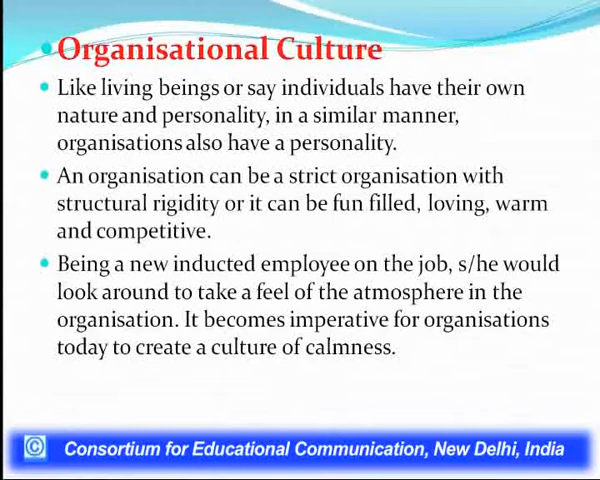 Organisational Culture
Like living beings or say individuals have their own
nature and personality, in a similar manner,
organisations also have a personality.
An organisation can be a strict organisation with
structural rigidity or it can be fun filled, loving, warm
and competitive.
Being a new inducted employee on the job, s/he would
look around to take a feel of the atmosphere in the
organisation. It becomes imperative for organisations
today to create a culture of calmness.
© Consortium for Educational Communication, New Delhi, India